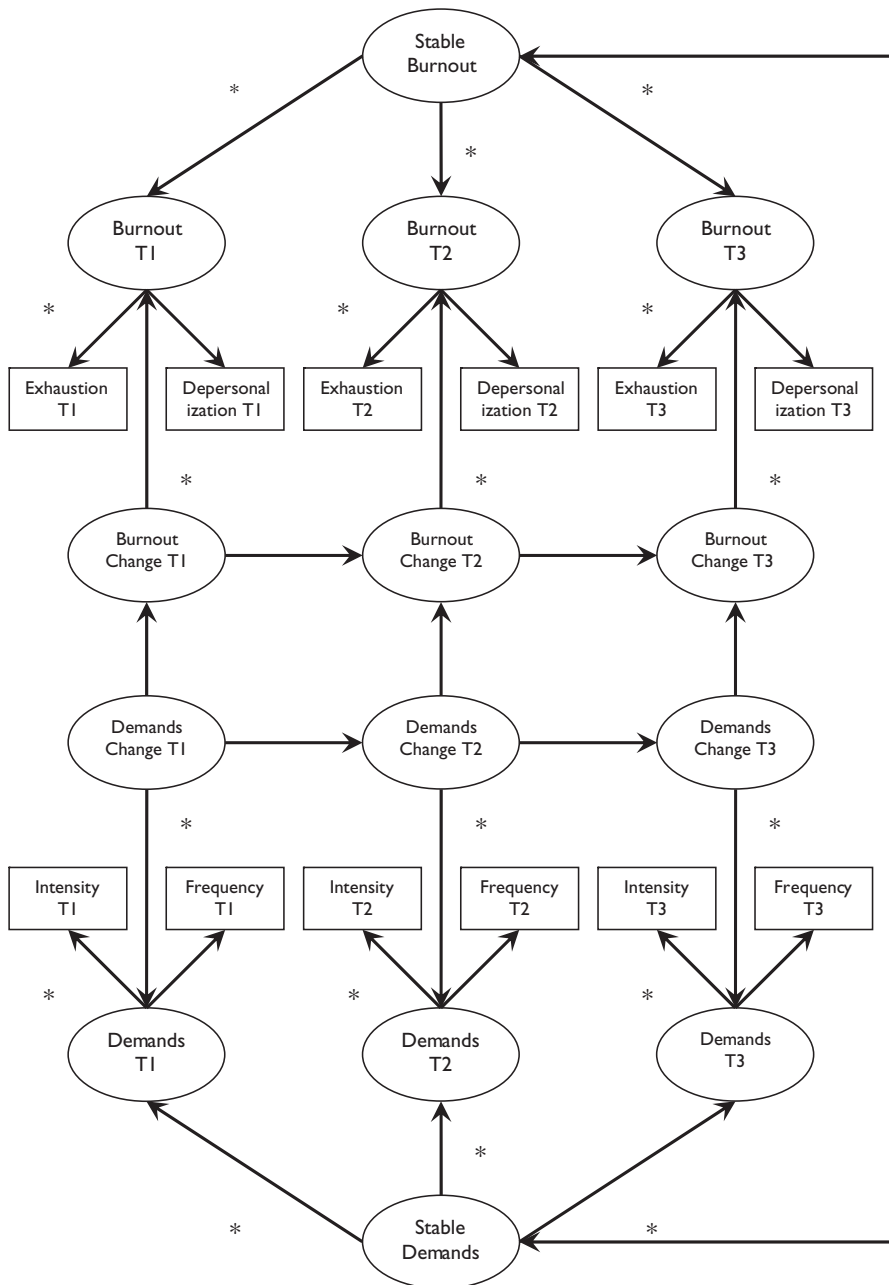 Stable
Burnout
*
*
*
Burnout
T1
Burnout
T2
Burnout
T3
*
*
*
Exhaustion
T1
Depersonal
ization T1
Exhaustion
T2
Depersonal
ization T2
Exhaustion
T3
Depersonal
ization T3
*
*
*
Burnout
Change T1
Burnout
Change T2
Burnout
Change T3
Demands
Change T1
Demands
Change T2
Demands
Change T3
*
*
*
Intensity
T1
Frequency
T1
Intensity
T2
Frequency
T2
Intensity
T3
Frequency
T3
*
*
*
Demands
T1
Demands
T2
Demands
T3
*
*
*
Stable
Demands